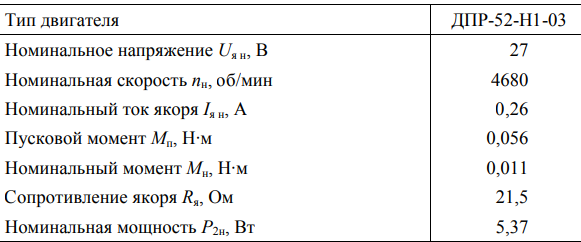 Тип двигателя ДПР-52-Н1-03
Номинальное напряжение Uя н, В 27
Номинальная скорость nн, об/мин 4680
Номинальный ток якоря Iя н, А 0,26
Пусковой момент Mп, Н·м 0,056
Номинальный момент Mн, Н·м 0,011
Сопротивление якоря Rя, Ом 21,5
Номинальная мощность P2н, Вт 5,37